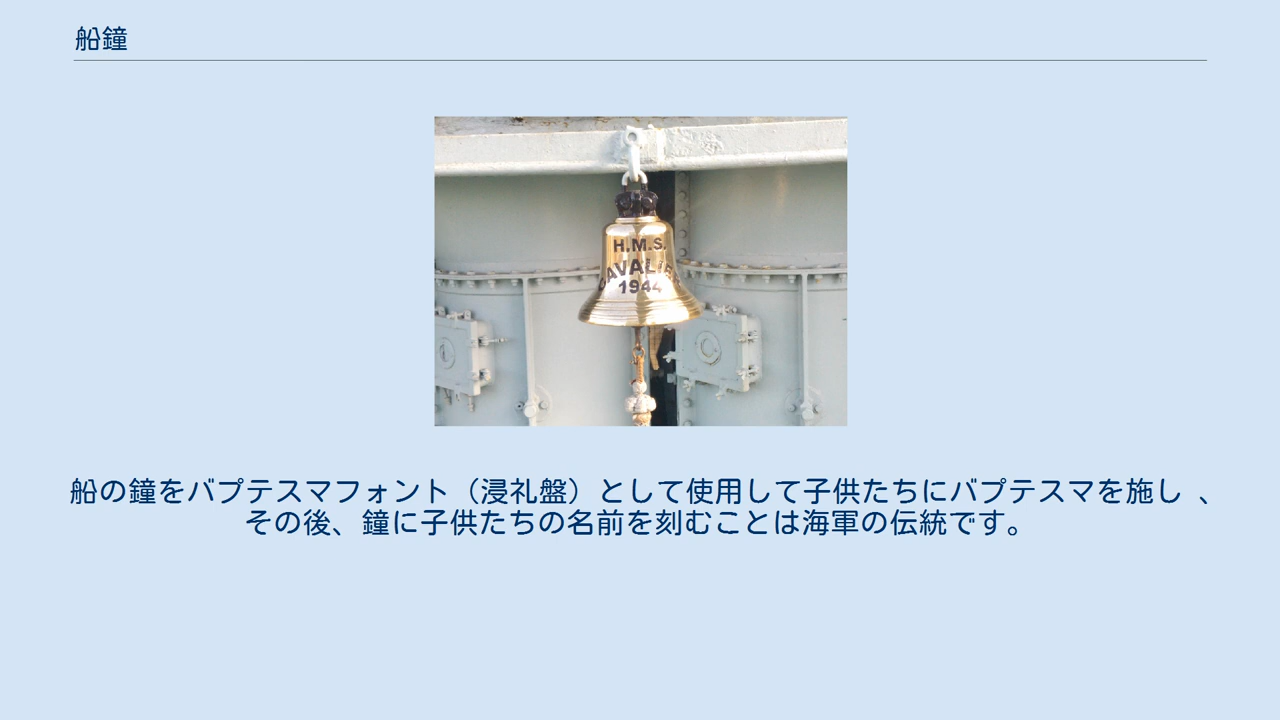 船鐘
H.M.S.
CAVALIER
1944
船の鐘をバプテスマフォント（浸礼盤）として使用して子供たちにバプテスマを施し 、
その後、鐘に子供たちの名前を刻むことは海軍の伝統です。